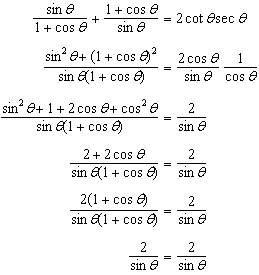 sin θ / (1 + cos θ) + (1 + cos θ) / sin θ = 2 cot θ sec θ
(sin² θ + (1 + cos θ)²) / (sin θ(1 + cos θ)) = (2 cos θ / sin θ) (1 / cos θ)
(sin² θ + 1 + 2 cos θ + cos² θ) / (sin θ(1 + cos θ)) = 2 / sin θ
(2 + 2 cos θ) / (sin θ(1 + cos θ)) = 2 / sin θ
2(1 + cos θ) / (sin θ(1 + cos θ)) = 2 / sin θ
2 / sin θ = 2 / sin θ